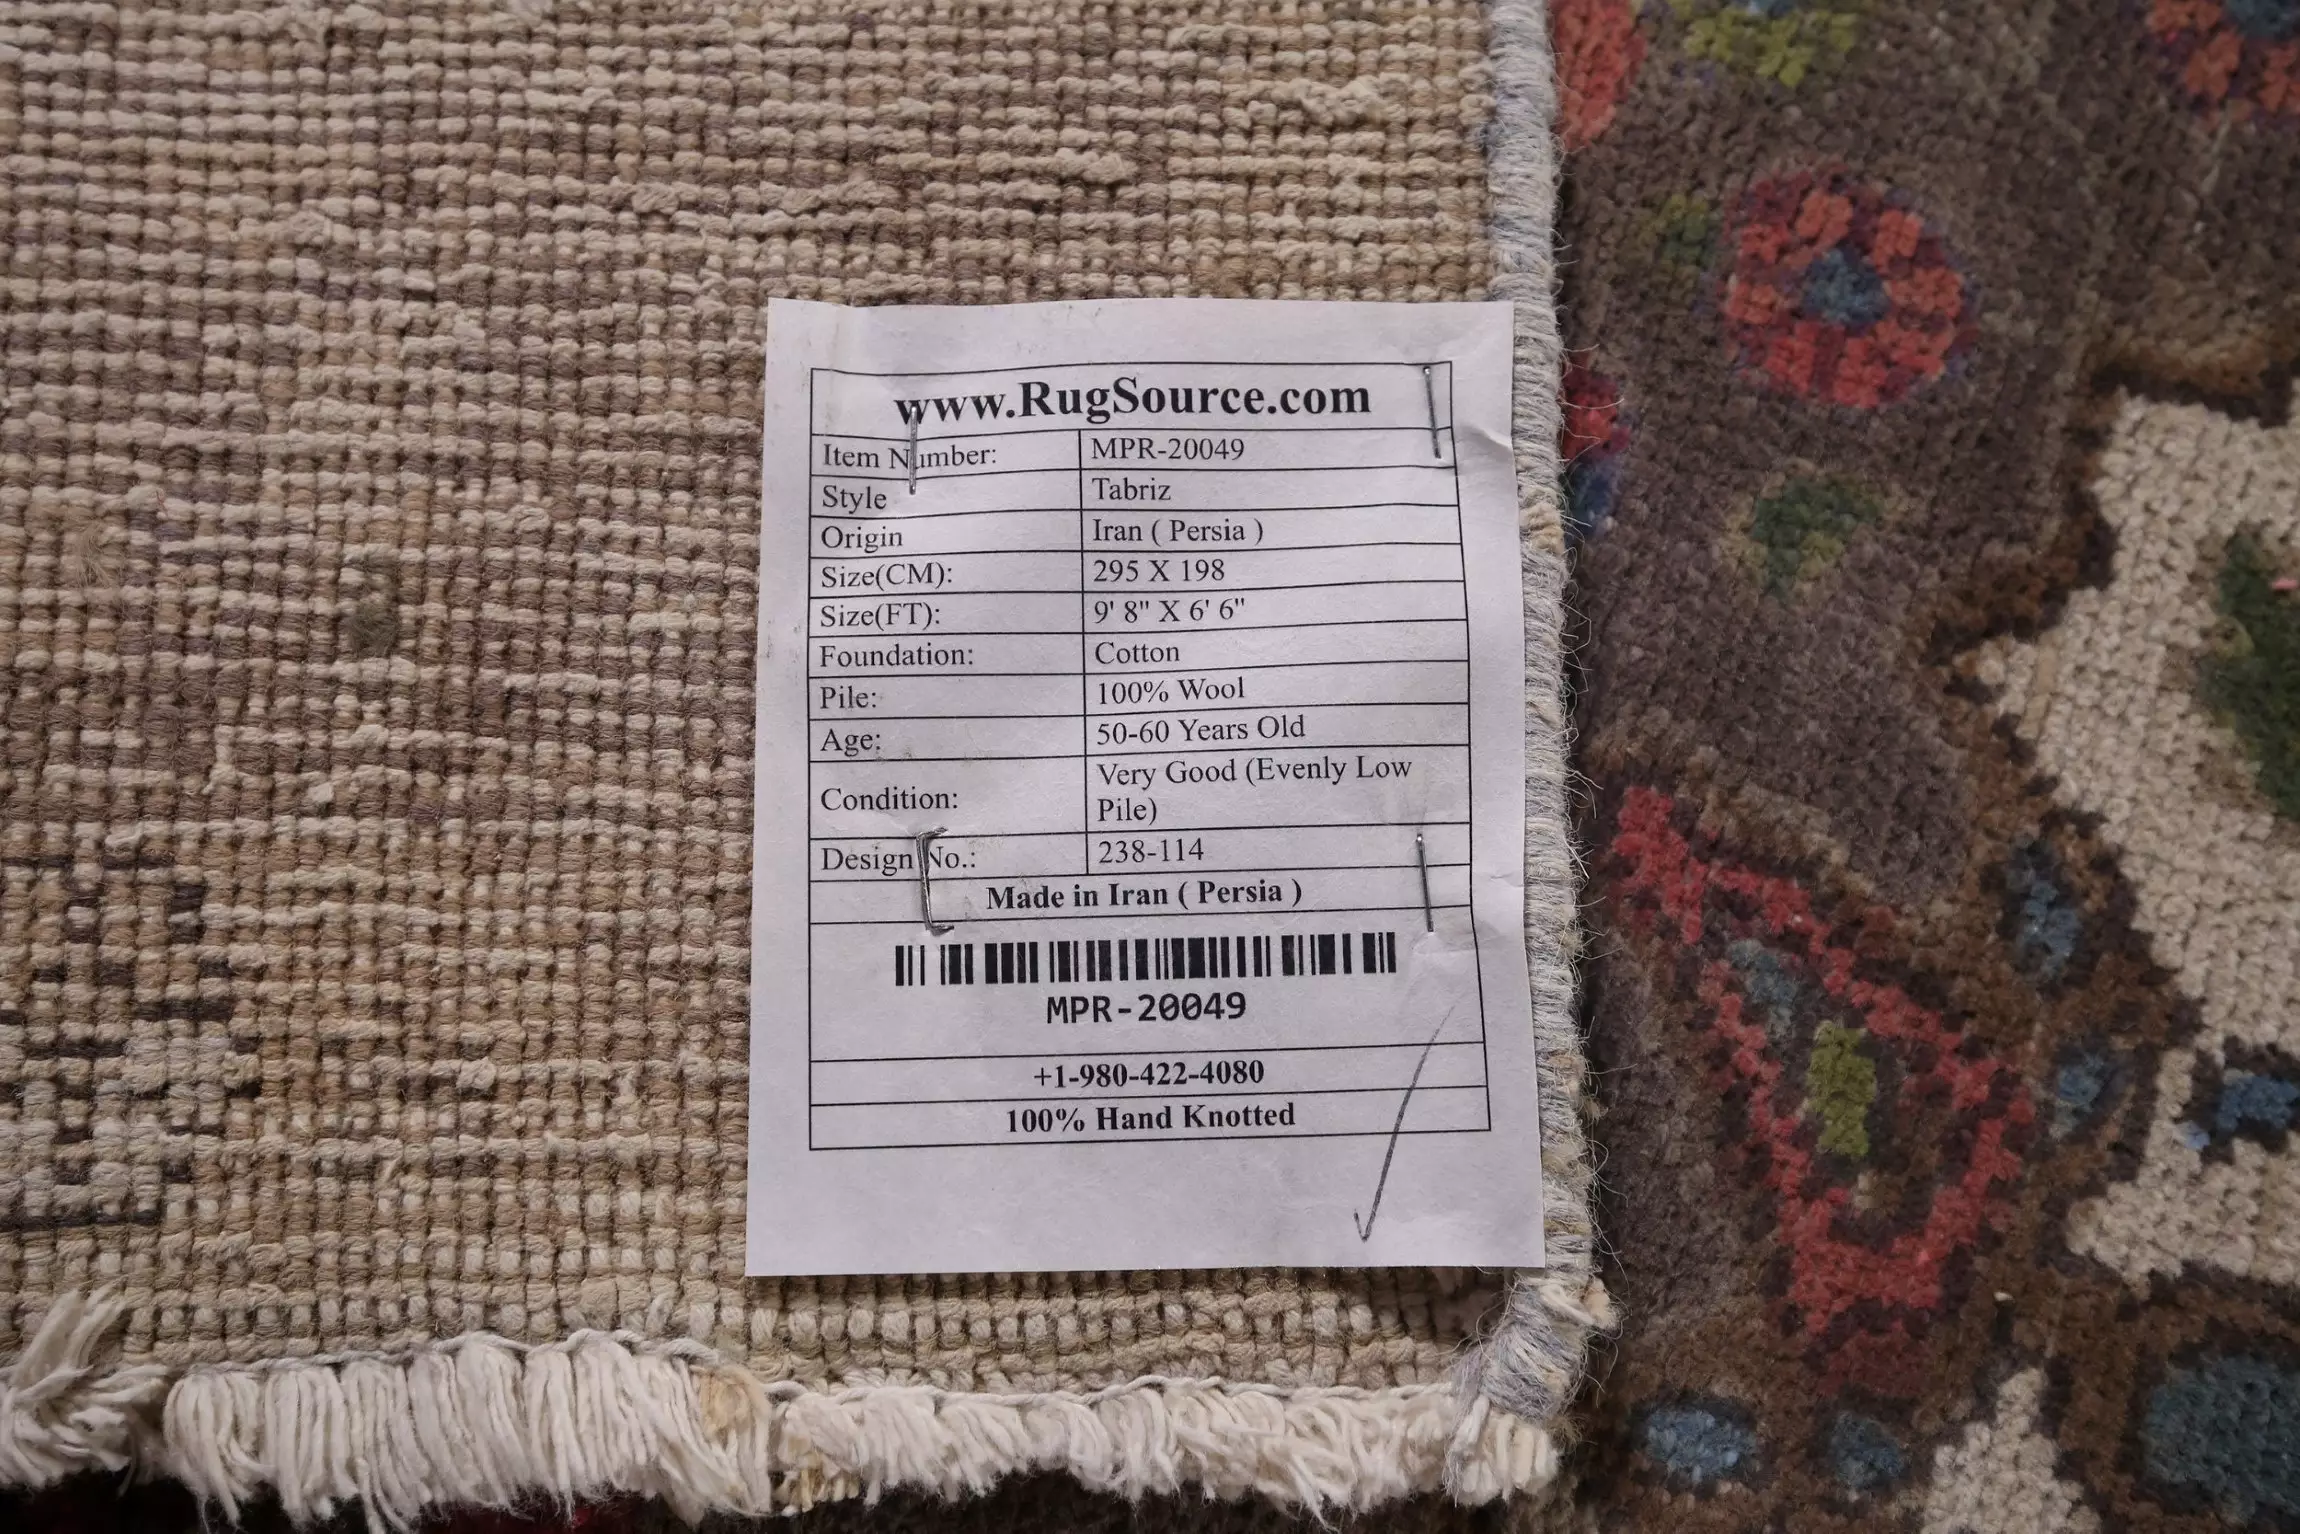 www.RugSource.com
Item Number: MPR-20049
Style Tabriz
Origin Iran ( Persia )
Size(CM): 295 X 198
Size(FT): 9' 8" X 6' 6"
Foundation: Cotton
Pile: 100% Wool
Age: 50-60 Years Old
Condition: Very Good (Evenly Low
Pile)
Design No.: 238-114
Made in Iran ( Persia )
MPR-20049
+1-980-422-4080
100% Hand Knotted